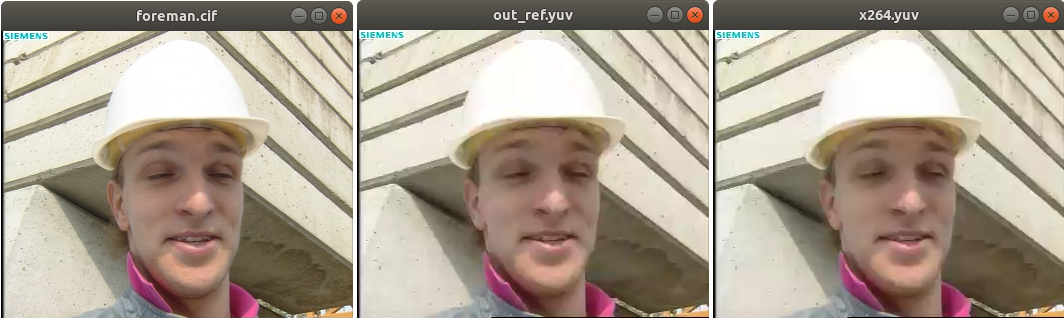 foreman.cif
out_ref.yuv
x264.yuv
SIEMENS
SIEMENS
SIEMENS